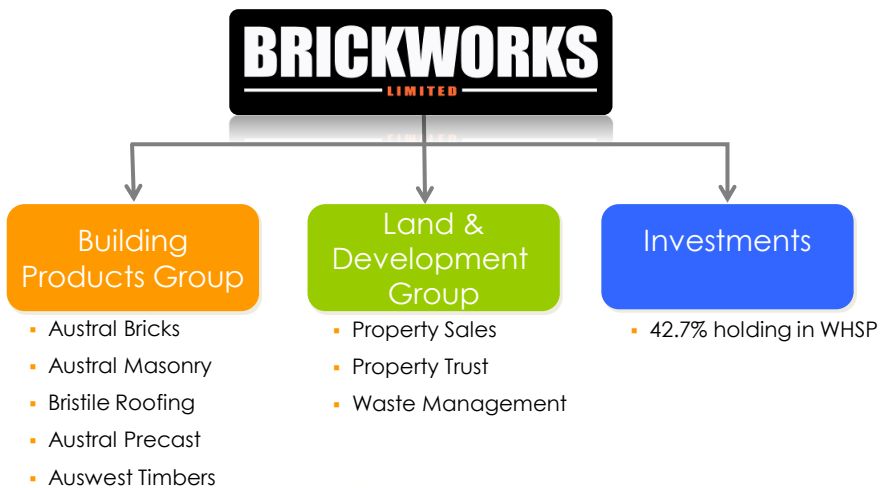 BRICKWORKS
LIMITED
Building
Products Group
▪ Austral Bricks
▪ Austral Masonry
▪ Bristile Roofing
▪ Austral Precast
▪ Auswest Timbers
Land &
Development
Group
▪ Property Sales
▪ Property Trust
▪ Waste Management
Investments
▪ 42.7% holding in WHSP